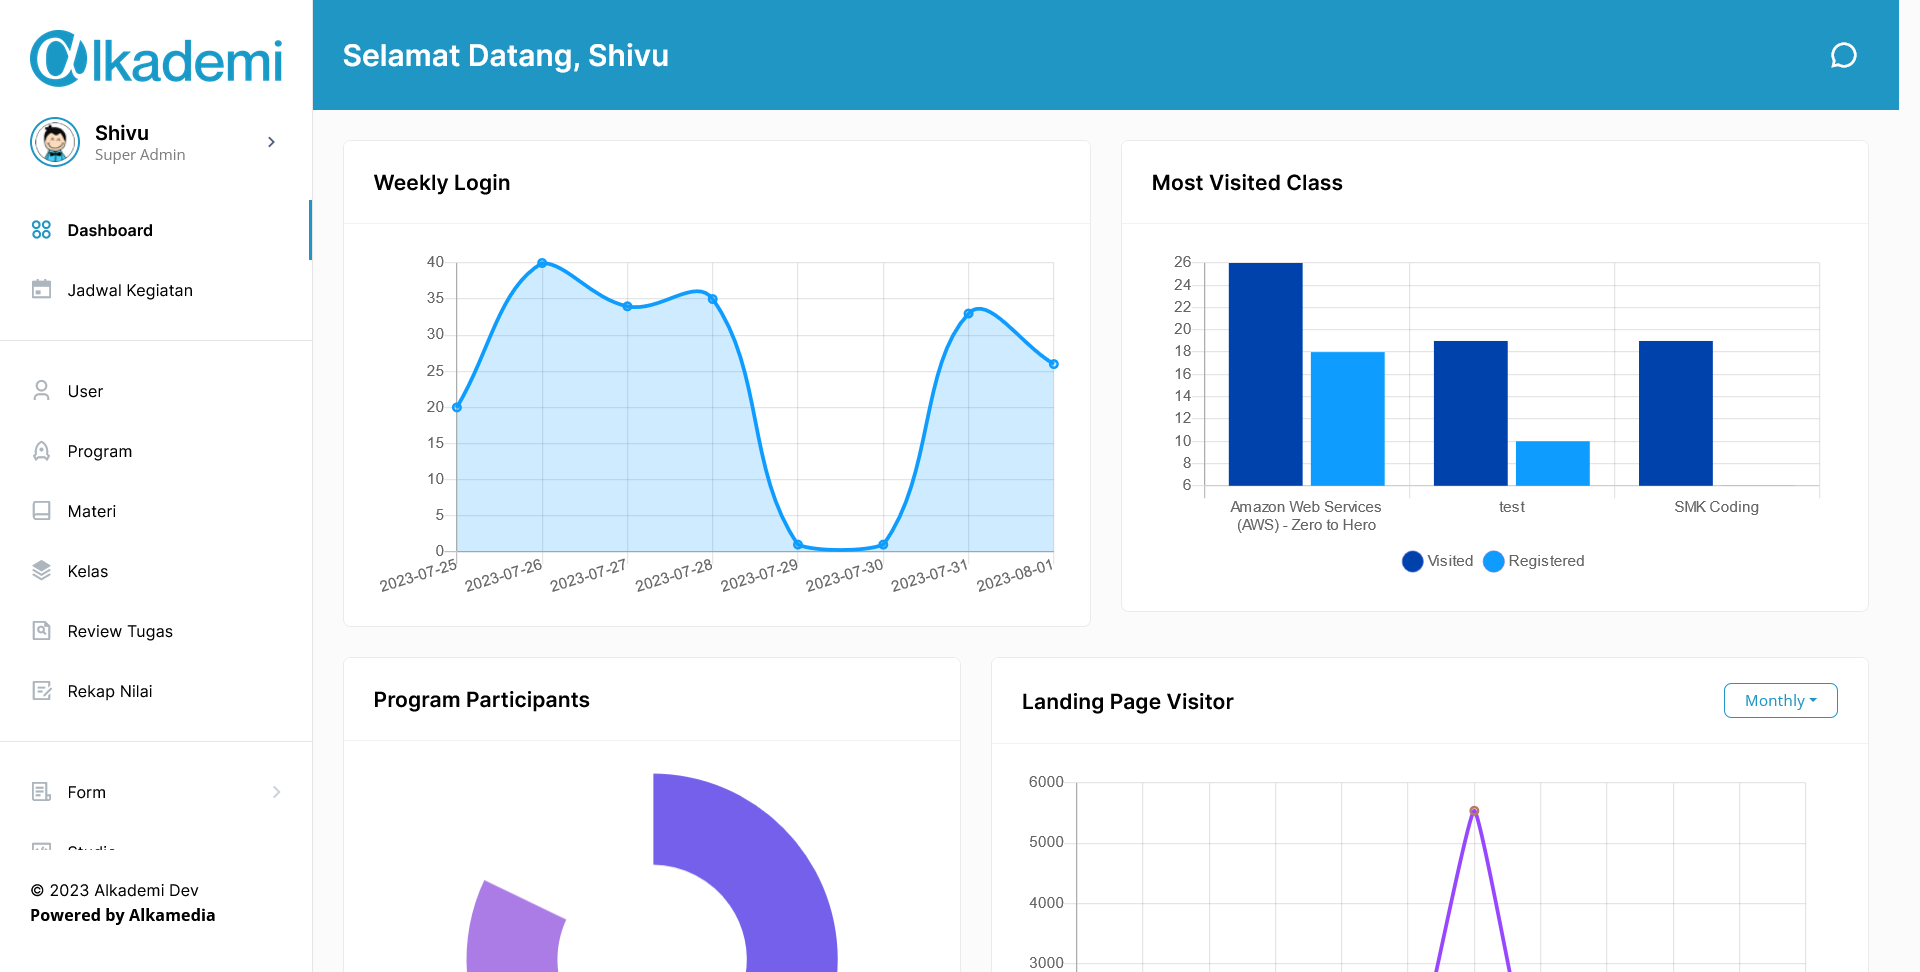 Alkademi
Shivu
Super Admin
Dashboard
Jadwal Kegiatan
User
Program
Materi
Kelas
Review Tugas
Rekap Nilai
Form
Studio
© 2023 Alkademi Dev
Powered by Alkamedia
Selamat Datang, Shivu
Weekly Login
40
35
30
25
20
15
10
5
0
2023-07-25
2023-07-26
2023-07-27
2023-07-28
2023-07-29
2023-07-30
2023-07-31
2023-08-01
Most Visited Class
26
24
22
20
18
16
14
12
10
8
6
Amazon Web Services
(AWS) - Zero to Hero
test
SMK Coding
Visited
Registered
Program Participants
Landing Page Visitor
Monthly
6000
5000
4000
3000